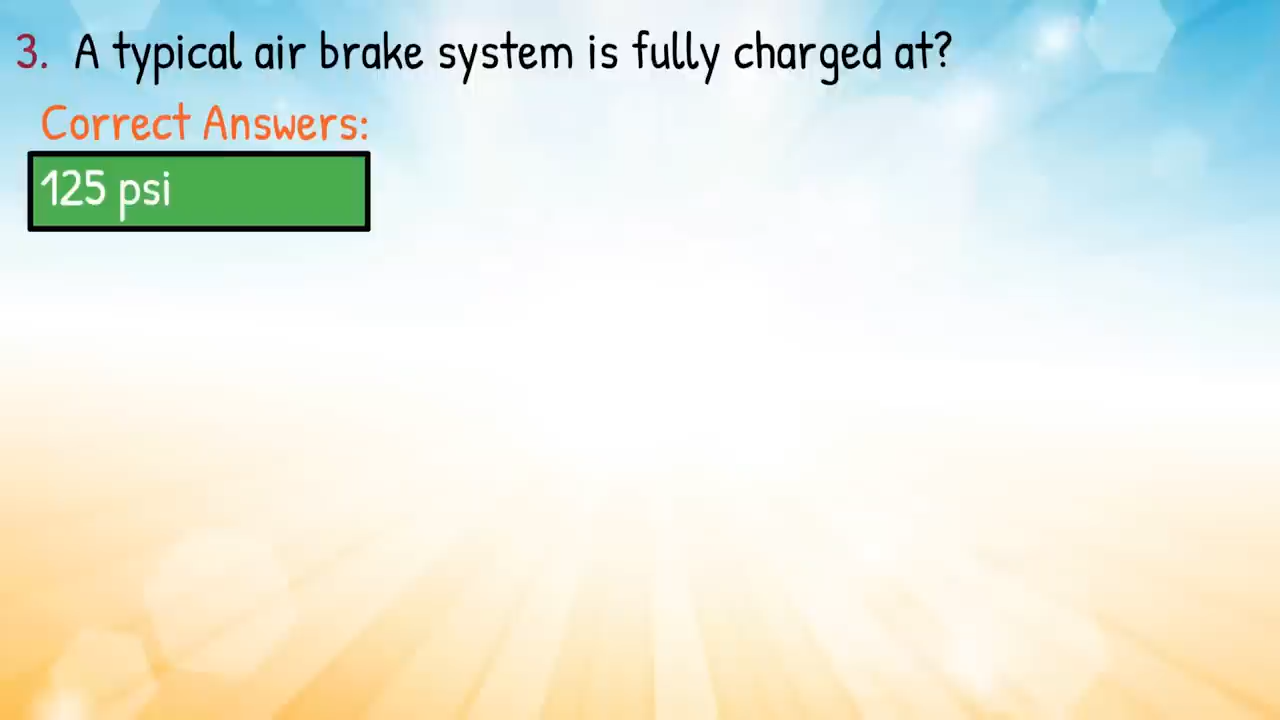 3. A typical air brake system is fully charged at?
Correct Answers:
125 psi